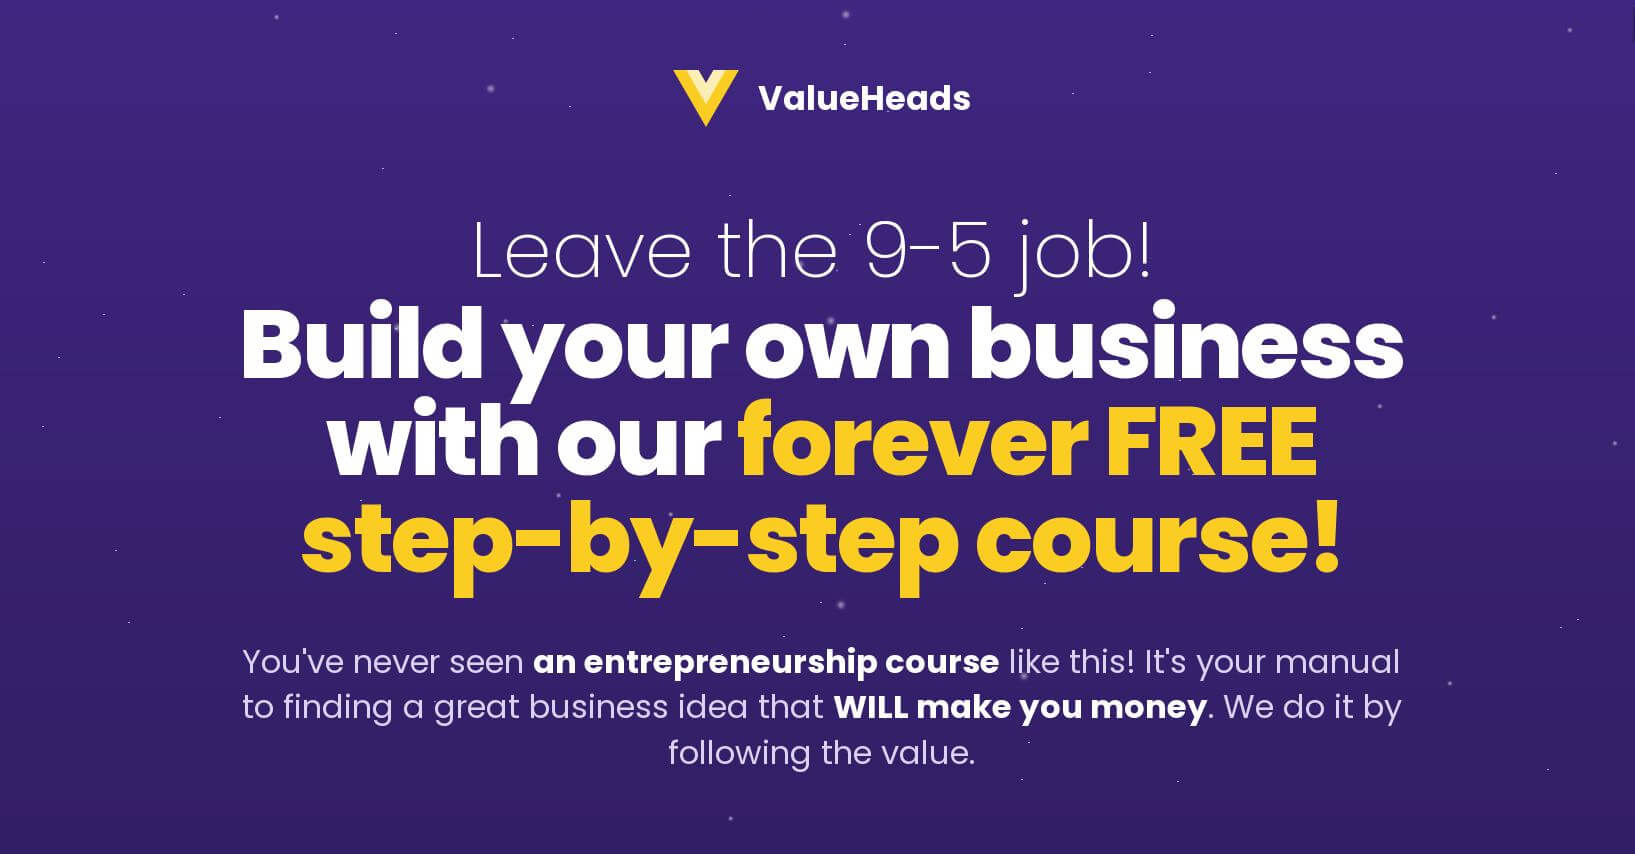 ValueHeads
Leave the 9-5 job!
Build your own business
with our forever FREE
step-by-step course!
You've never seen an entrepreneurship course like this! It's your manual
to finding a great business idea that WILL make you money. We do it by
following the value.